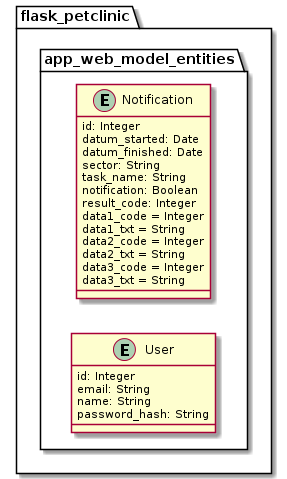 flask_petclinic
app_web_model_entities
E Notification
id: Integer
datum_started: Date
datum_finished: Date
sector: String
task_name: String
notification: Boolean
result_code: Integer
data1_code = Integer
data1_txt = String
data2_code = Integer
data2_txt = String
data3_code = Integer
data3_txt = String
E User
id: Integer
email: String
name: String
password_hash: String